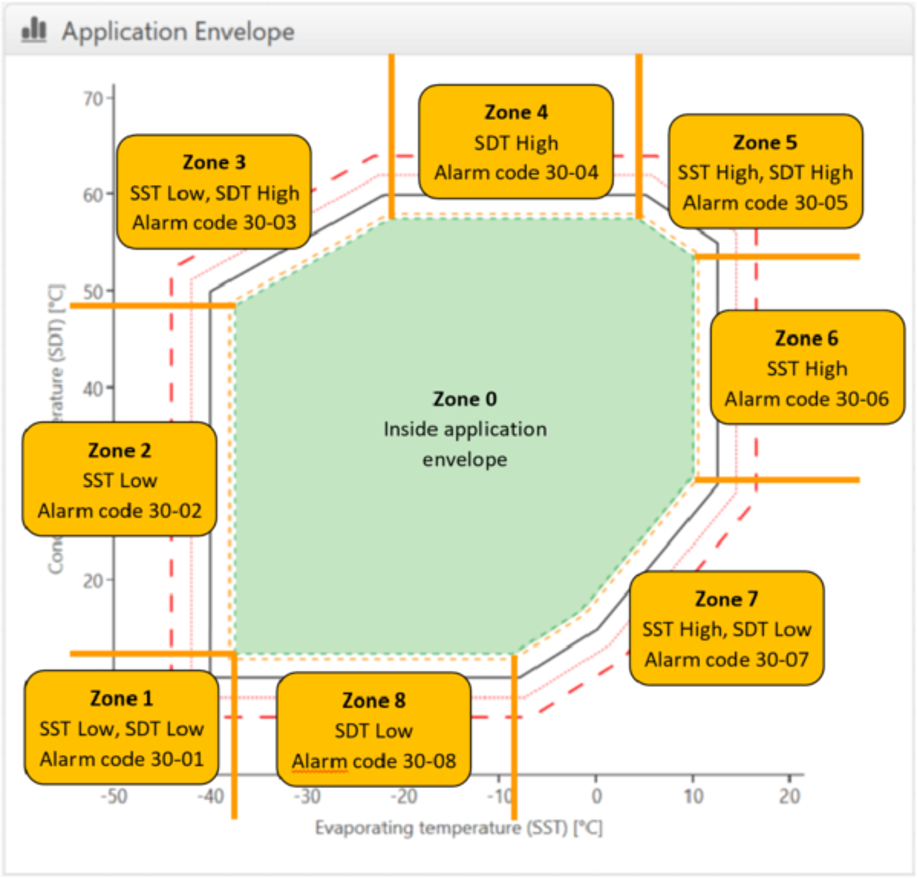 Application Envelope
70
Zone 4
SDT High
Alarm code 30-04
Zone 5
SST High, SDT High
Alarm code 30-05
Zone 3
SST Low, SDT High
Alarm code 30-03
60
50
Zone 6
SST High
Alarm code 30-06
40
Zone 0
Inside application
envelope
Zone 2
SST Low
Alarm code 30-02
erature (SDT) [°C]
Conc
20
Zone 7
SST High, SDT Low
Alarm code 30-07
Zone 1
SST Low, SDT Low
Alarm code 30-01
Zone 8
SDT Low
Alarm code 30-08
-50
-40
-30
-20
-10
0
10
20
Evaporating temperature (SST) [°C]